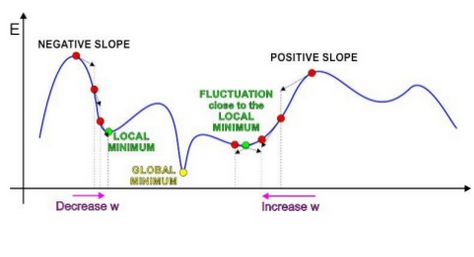 E
NEGATIVE SLOPE
POSITIVE SLOPE
FLUCTUATION
close to the
LOCAL
MINIMUM
LOCAL
MINIMUM
GLOBAL
MINIMUM
Decrease w
Increase w